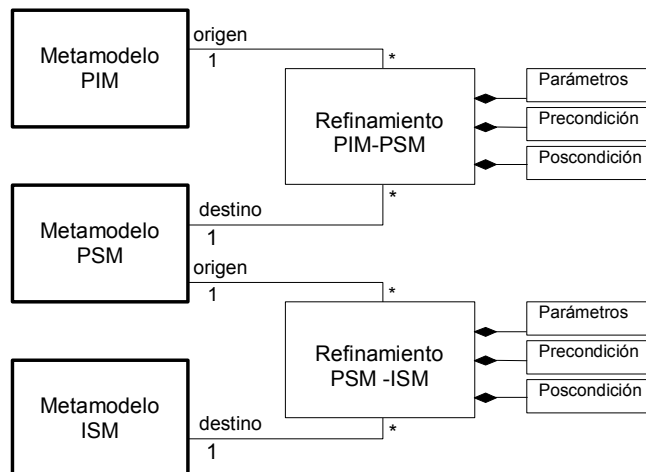 Metamodelo
PIM
origen
1
*
Refinamiento
PIM-PSM
Parámetros
Precondición
Poscondición
*
Metamodelo
PSM
destino
1
origen
1
*
Refinamiento
PSM -ISM
Parámetros
Precondición
Poscondición
*
Metamodelo
ISM
destino
1